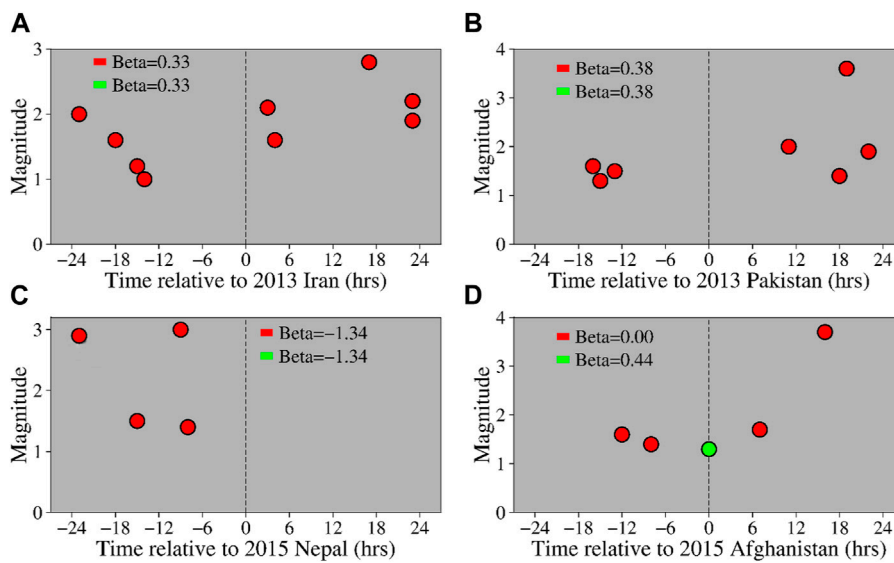 A
3
2
1
0
Magnitude
Beta=0.33
Beta=0.33
−24 −18 −12 −6 0 6 12 18 24
Time relative to 2013 Iran (hrs)
B
4
3
2
1
0
Magnitude
Beta=0.38
Beta=0.38
−24 −18 −12 −6 0 6 12 18 24
Time relative to 2013 Pakistan (hrs)
C
3
2
1
0
Magnitude
Beta=−1.34
Beta=−1.34
−24 −18 −12 −6 0 6 12 18 24
Time relative to 2015 Nepal (hrs)
D
4
3
2
1
0
Magnitude
Beta=0.00
Beta=0.44
−24 −18 −12 −6 0 6 12 18 24
Time relative to 2015 Afghanistan (hrs)